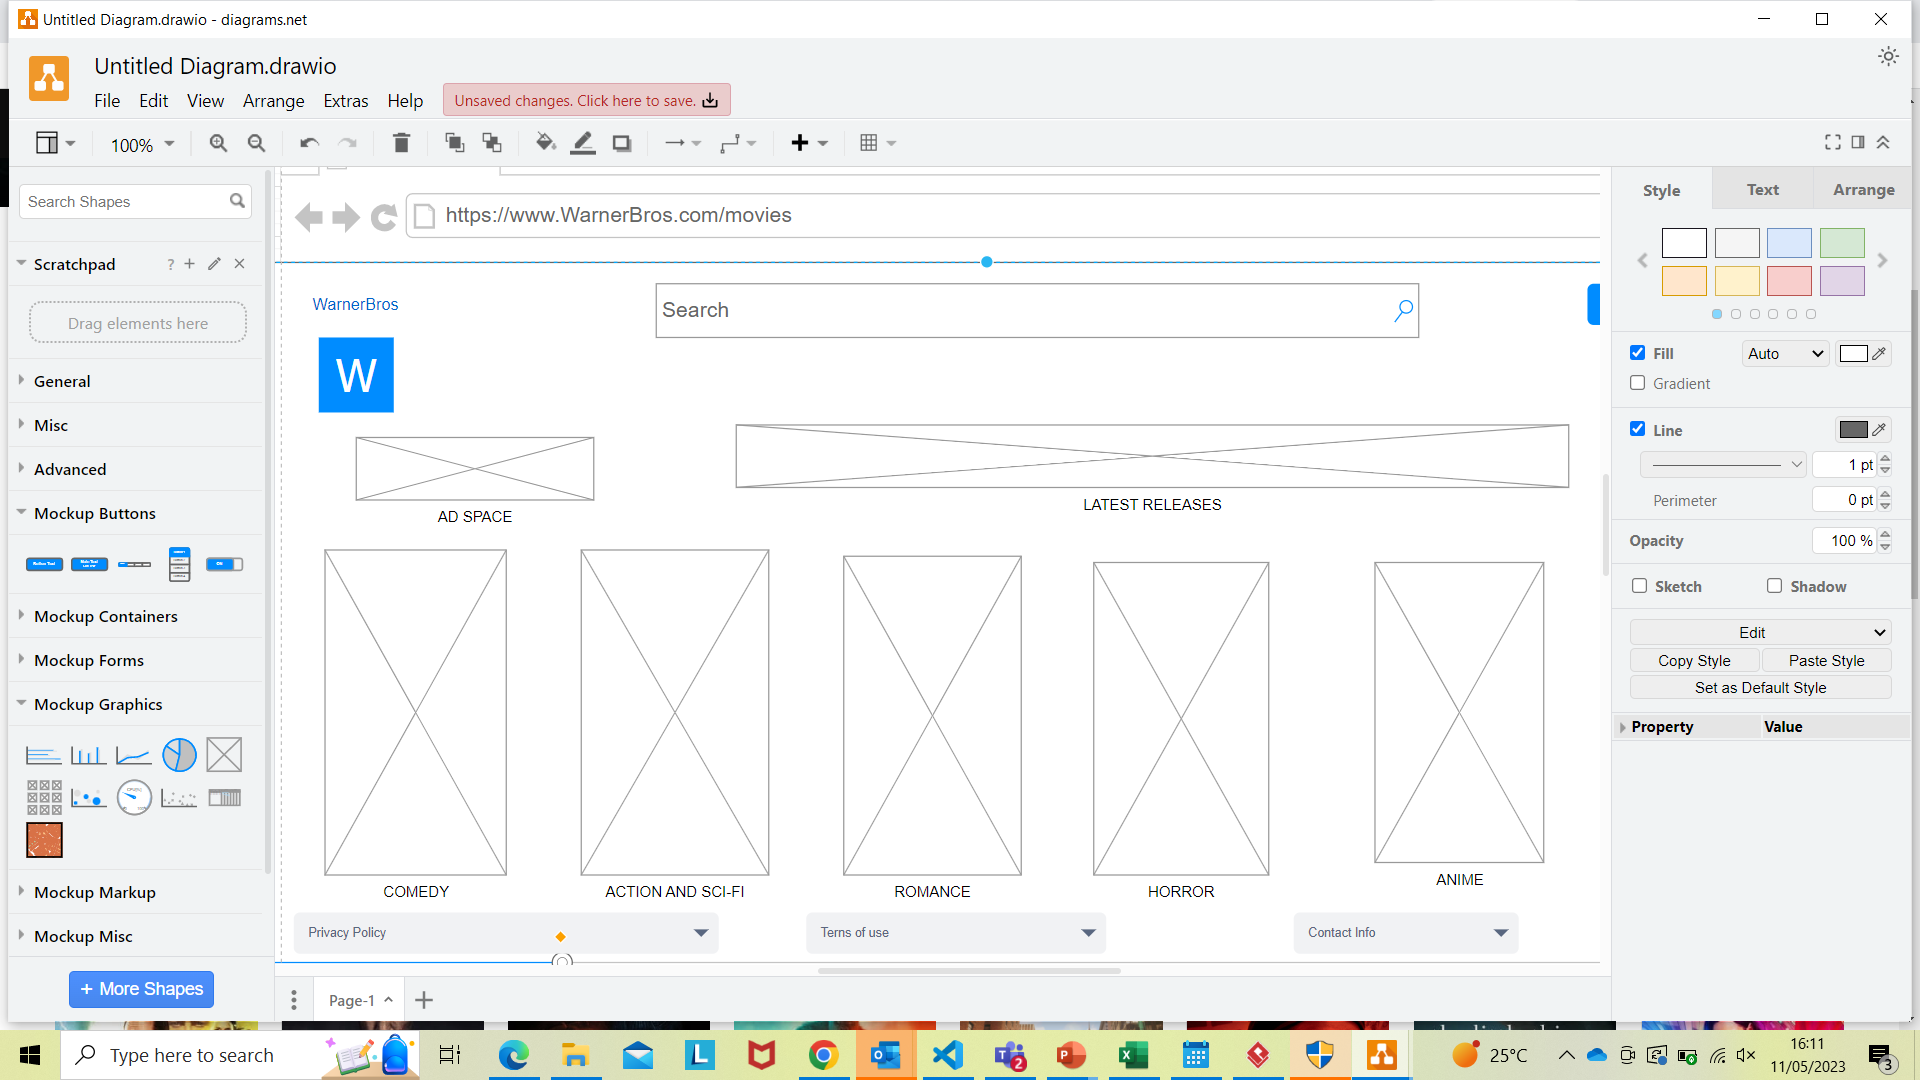 Untitled Diagram.drawio - diagrams.net
Untitled Diagram.drawio
File Edit View Arrange Extras Help Unsaved changes. Click here to save.
100%
Search Shapes
Scratchpad ? + ×
Drag elements here
General
Misc
Advanced
Mockup Buttons
ON
Mockup Containers
Mockup Forms
Mockup Graphics
Mockup Markup
Mockup Misc
+ More Shapes
https://www.WarnerBros.com/movies
WarnerBros
Search
W
AD SPACE
LATEST RELEASES
COMEDY
ACTION AND SCI-FI
ROMANCE
HORROR
ANIME
Privacy Policy
Terns of use
Contact Info
Page-1
Style Text Arrange
Fill Auto
Gradient
Line
1 pt
Perimeter 0 pt
Opacity 100 %
Sketch Shadow
Edit
Copy Style Paste Style
Set as Default Style
Property Value
Type here to search
L
2
25°C
16:11
11/05/2023
3